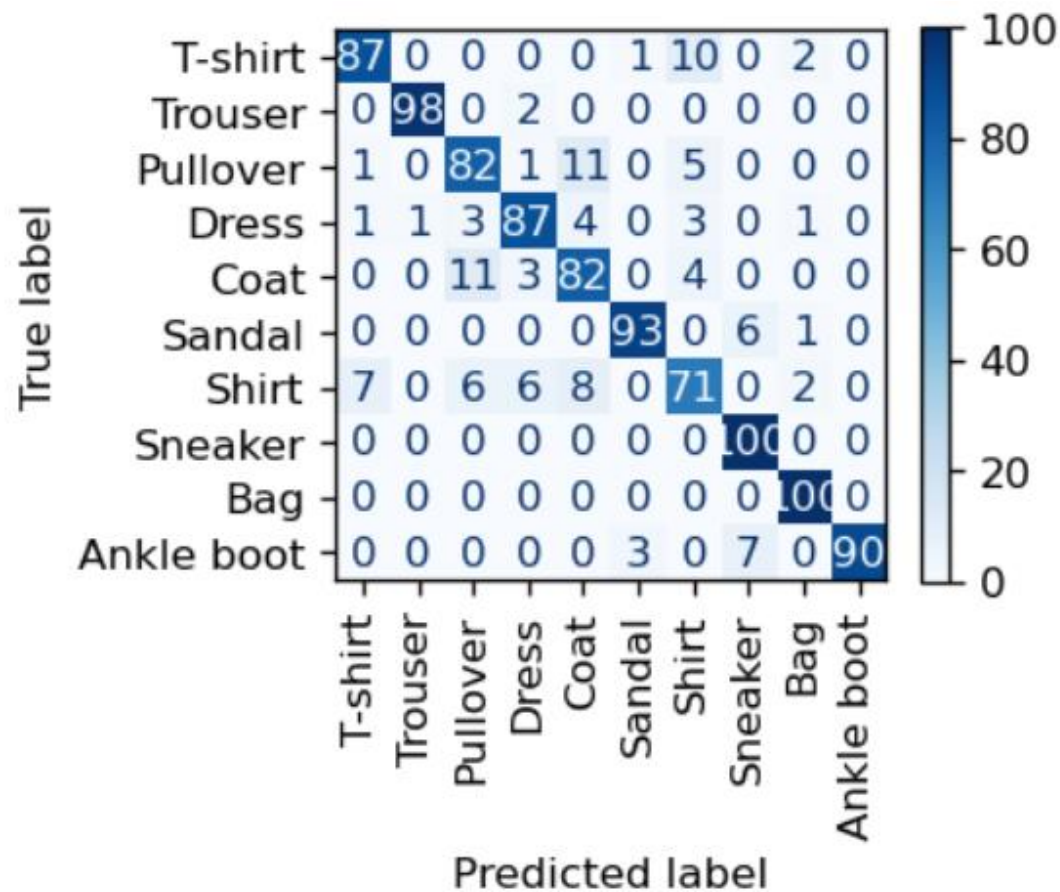 T-shirt 87 0 0 0 0 1 10 0 2 0
Trouser 0 98 0 2 0 0 0 0 0 0
Pullover 1 0 82 1 11 0 5 0 0 0
Dress 1 1 3 87 4 0 3 0 1 0
Coat 0 0 11 3 82 0 4 0 0 0
Sandal 0 0 0 0 0 93 0 6 1 0
Shirt 7 0 6 6 8 0 71 0 2 0
Sneaker 0 0 0 0 0 0 0 100 0 0
Bag 0 0 0 0 0 0 0 0 100 0
Ankle boot 0 0 0 0 0 3 0 7 0 90
True label
T-shirt
Trouser
Pullover
Dress
Coat
Sandal
Shirt
Sneaker
Bag
Ankle boot
Predicted label
100
80
60
40
20
0